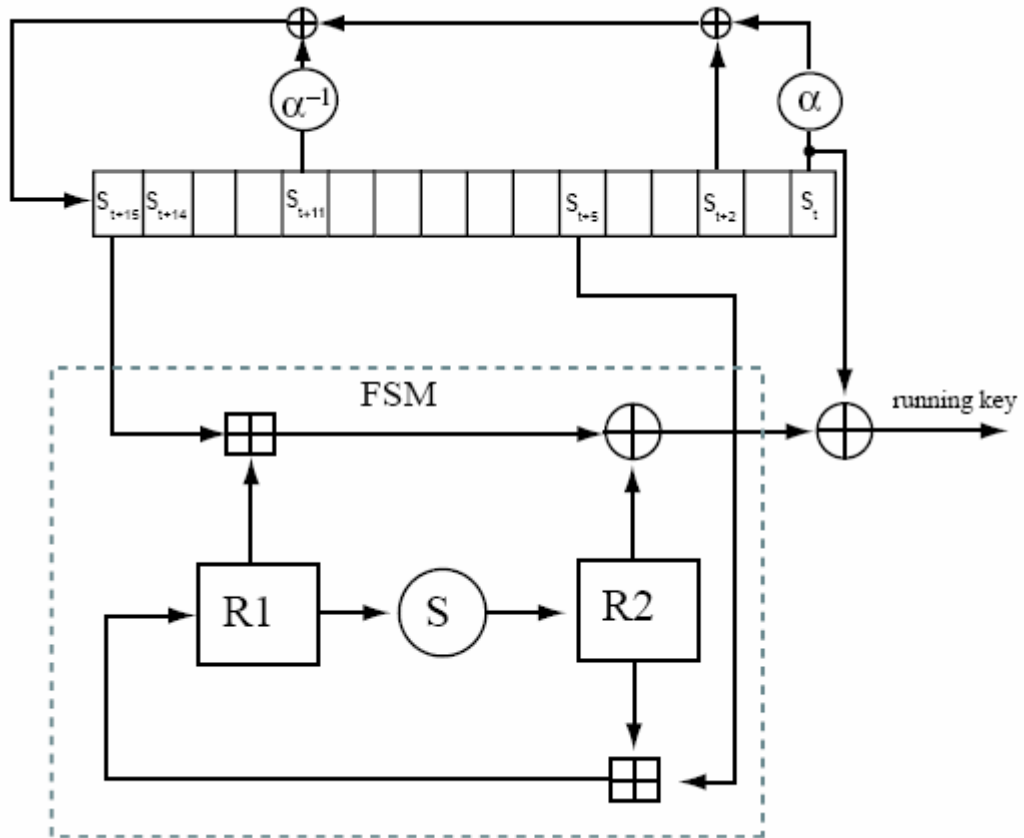 α⁻¹
α
S_{t+15} S_{t+14} S_{t+11} S_{t+5} S_{t+2} S_t
FSM
running key
R1 S R2